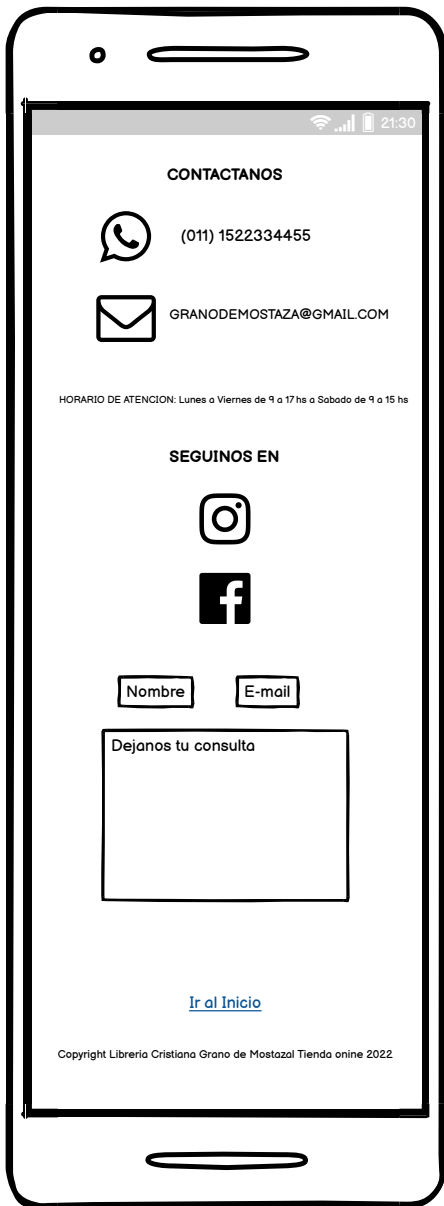 21:30
CONTACTANOS
(011) 1522334455
GRANODEMOSTAZA@GMAIL.COM
HORARIO DE ATENCION: Lunes a Viernes de 9 a 17 hs a Sabado de 9 a 15 hs
SEGUINOS EN
Nombre E-mail
Dejanos tu consulta
Ir al Inicio
Copyright Libreria Cristiana Grano de Mostazal Tienda onine 2022